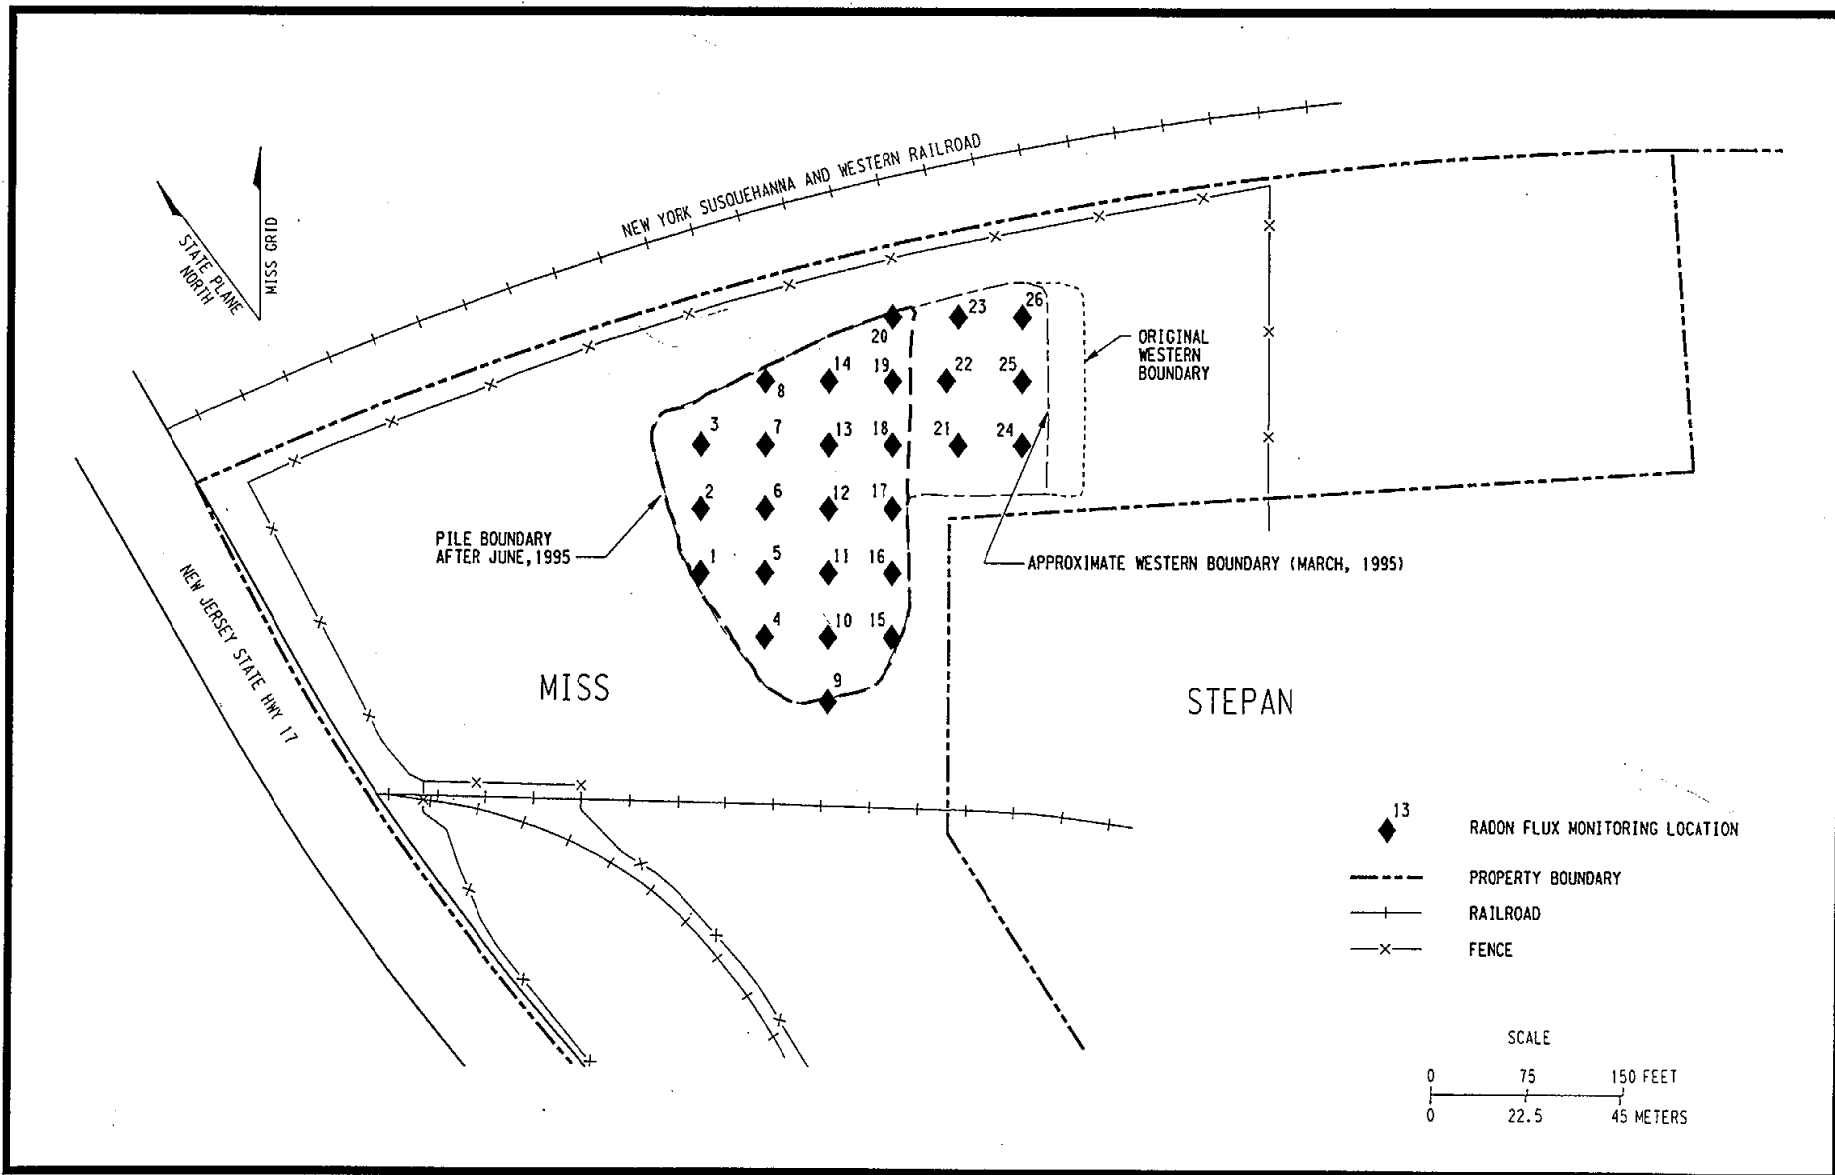 NEW YORK SUSQUEHANNA AND WESTERN RAILROAD
STATE PLANE
NORTH
MISS GRID
23
26
20
ORIGINAL
WESTERN
BOUNDARY
14
19
22
25
8
3
7
13
18
21
24
2
6
12
17
PILE BOUNDARY
AFTER JUNE, 1995
1
5
11
16
APPROXIMATE WESTERN BOUNDARY (MARCH, 1995)
NEW JERSEY STATE HWY 17
4
10
15
9
MISS
STEPAN
13
RADON FLUX MONITORING LOCATION
PROPERTY BOUNDARY
RAILROAD
FENCE
SCALE
0 75 150 FEET
0 22.5 45 METERS